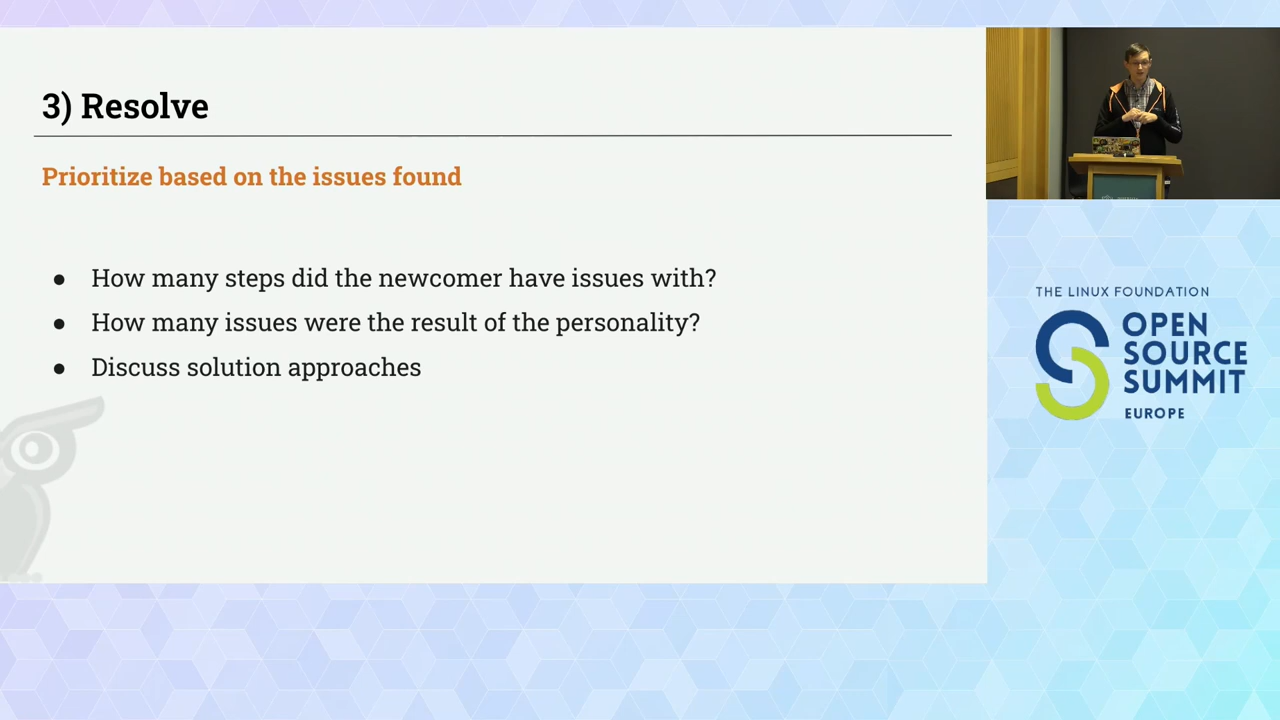 3) Resolve
Prioritize based on the issues found
● How many steps did the newcomer have issues with?
● How many issues were the result of the personality?
● Discuss solution approaches
THE LINUX FOUNDATION
OPEN
SOURCE
SUMMIT
EUROPE